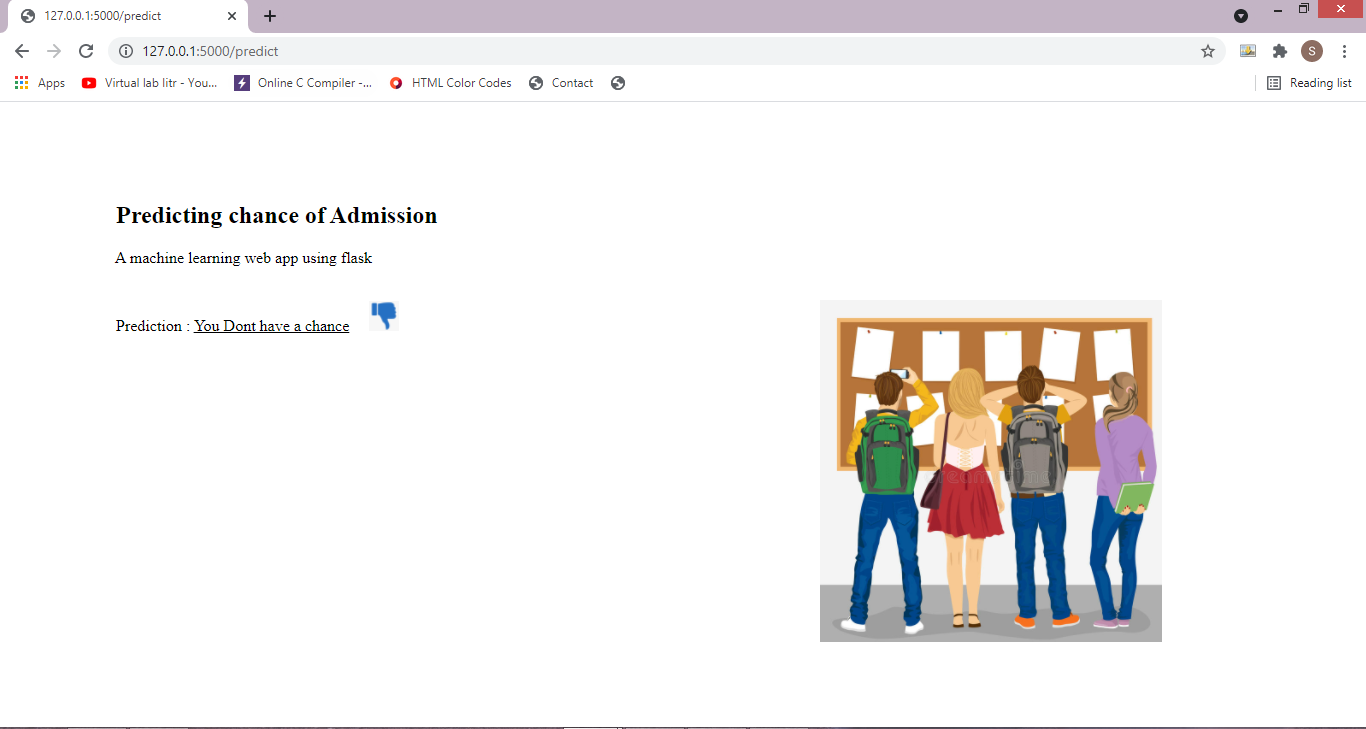 127.0.0.1:5000/predict
127.0.0.1:5000/predict
S
Apps
Virtual lab litr - You...
Online C Compiler -...
HTML Color Codes
Contact
Reading list
Predicting chance of Admission
A machine learning web app using flask
Prediction : You Dont have a chance